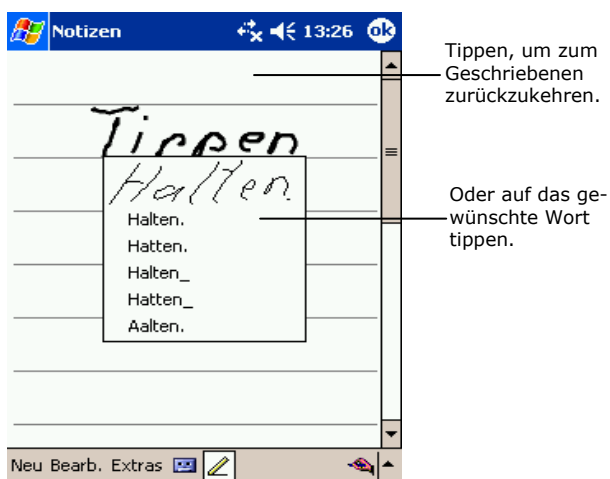 Notizen 13:26 ok
Tippen, um zum
Geschriebenen
zurückzukehren.
Tippen
Halten.
Oder auf das ge-
wünschte Wort
tippen.
Halten.
Hatten.
Halten_
Hatten_
Aalten.
Neu Bearb. Extras